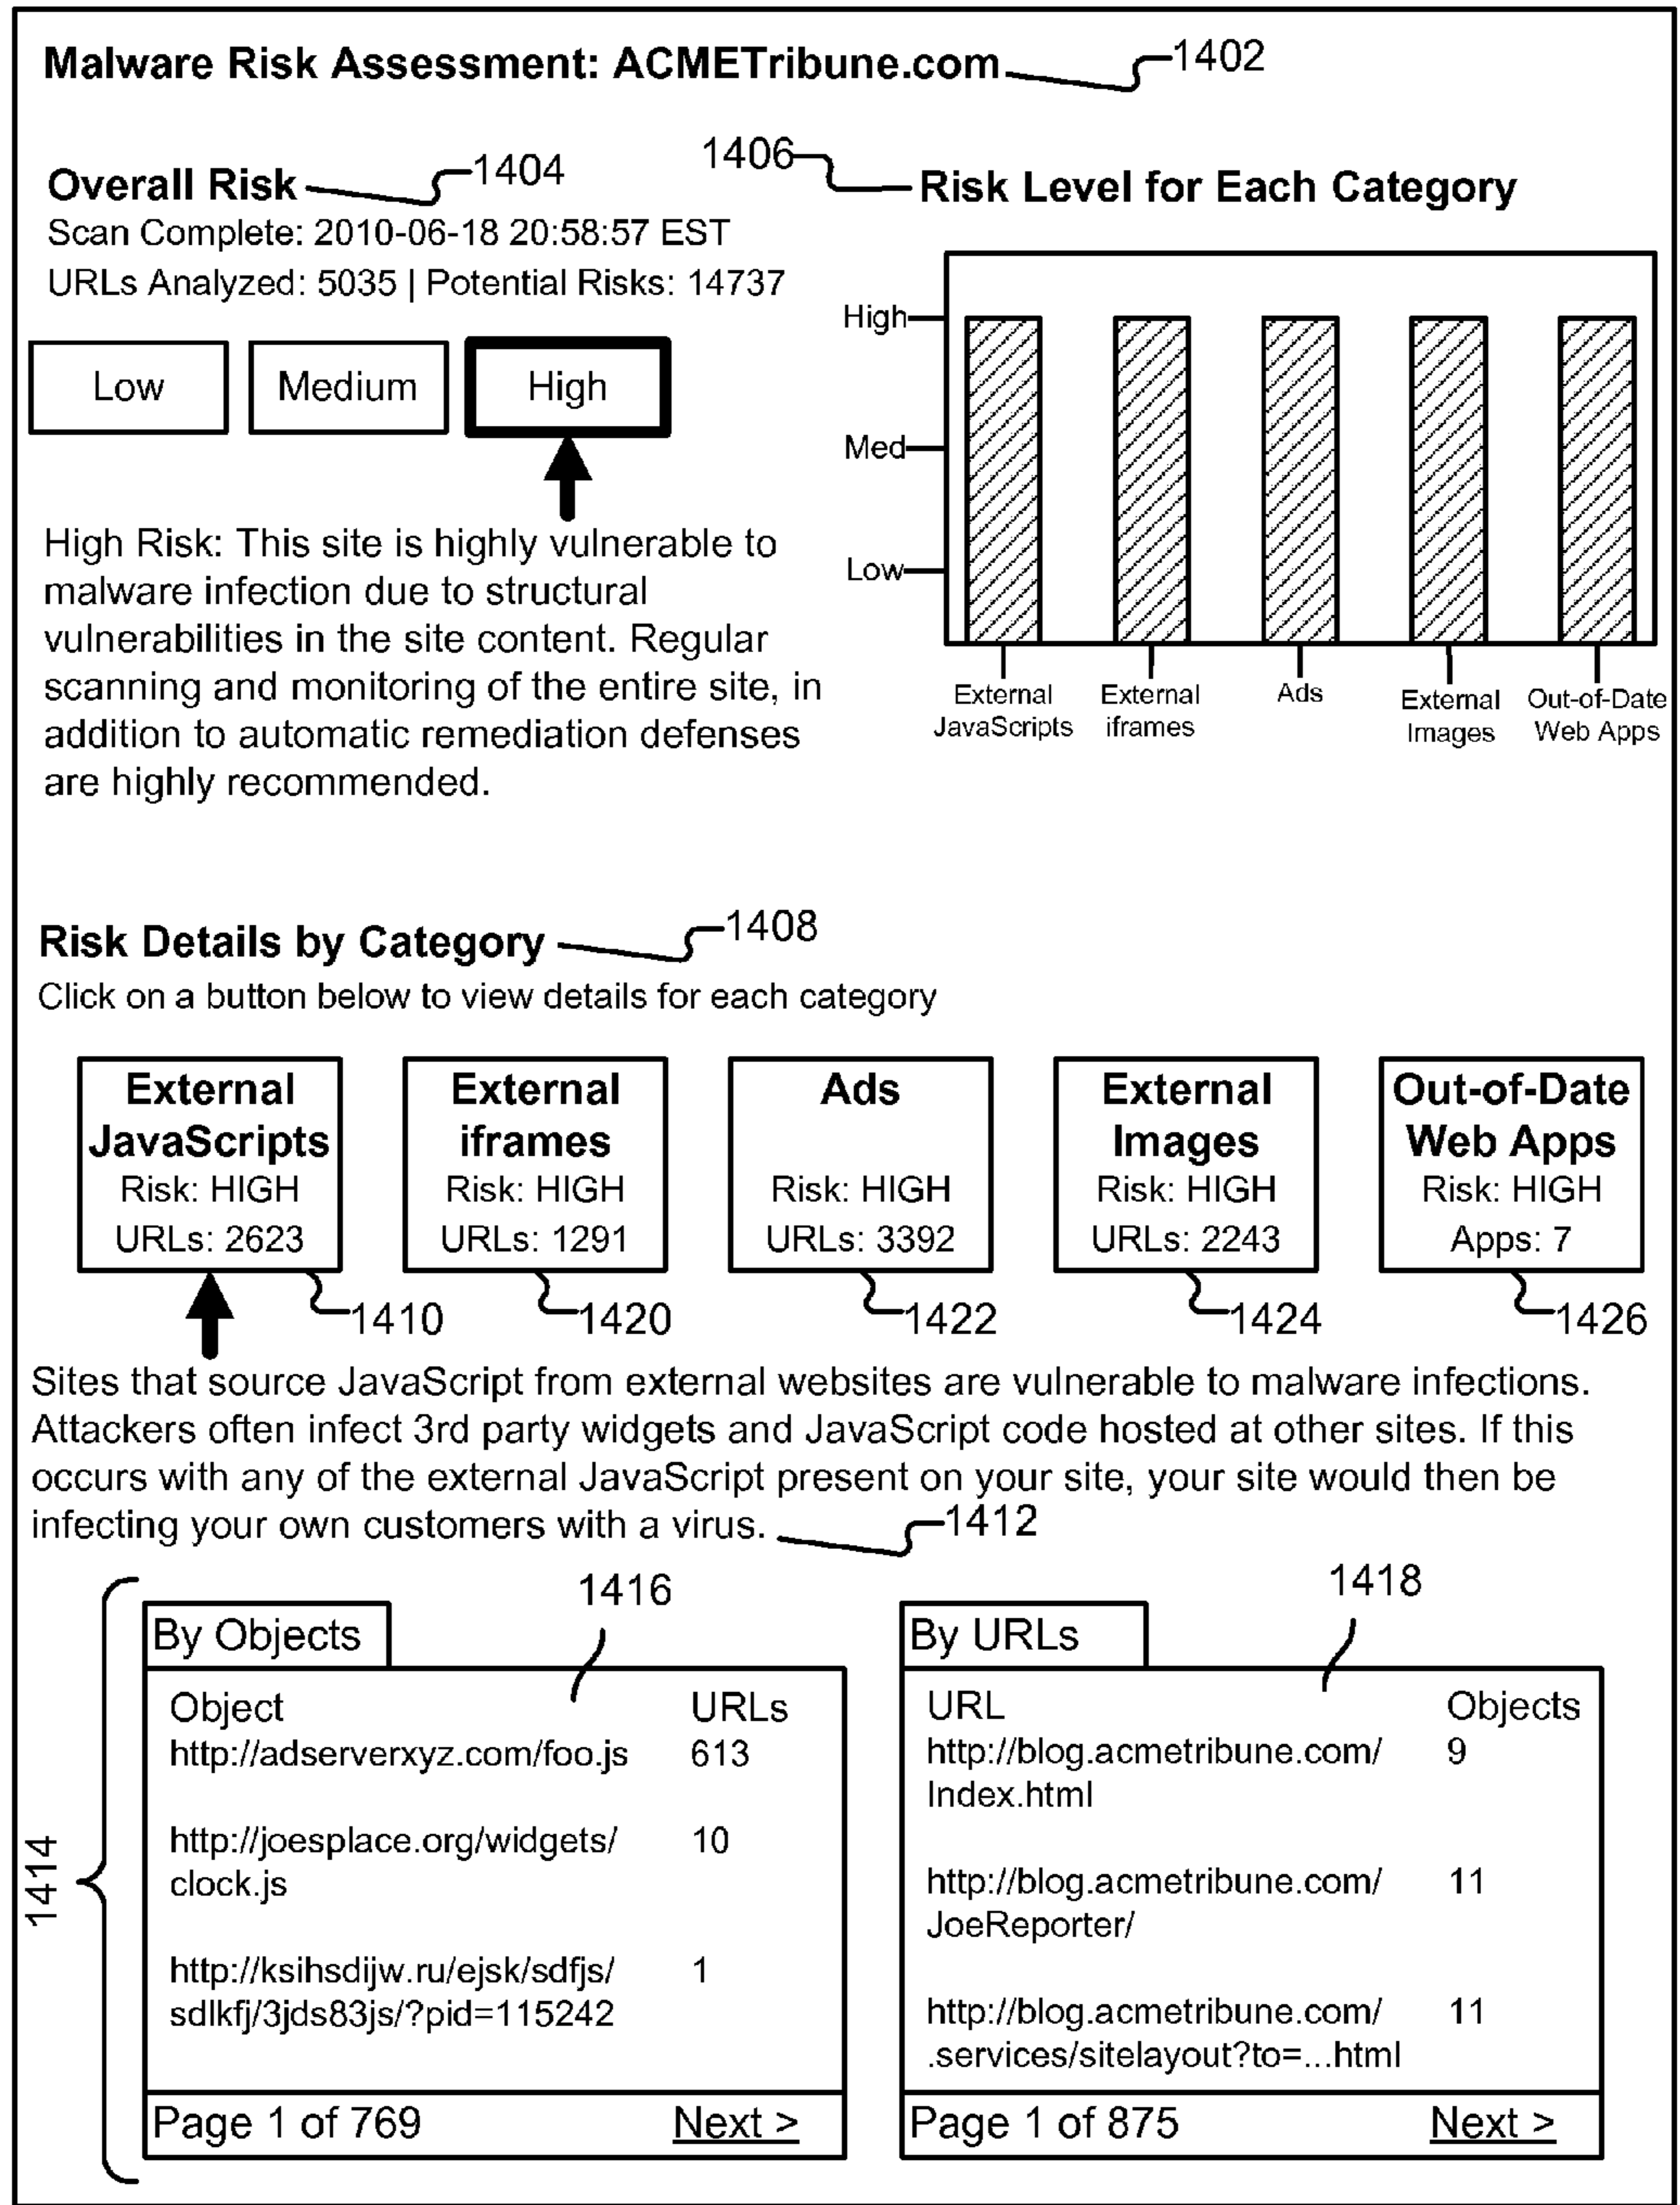 Malware Risk Assessment: ACMETribune.com
1402
Overall Risk
1404
Scan Complete: 2010-06-18 20:58:57 EST
URLs Analyzed: 5035 | Potential Risks: 14737
Low
Medium
High
High Risk: This site is highly vulnerable to
malware infection due to structural
vulnerabilities in the site content. Regular
scanning and monitoring of the entire site, in
addition to automatic remediation defenses
are highly recommended.
1406
Risk Level for Each Category
High
Med
Low
External
JavaScripts
External
iframes
Ads
External
Images
Out-of-Date
Web Apps
Risk Details by Category
1408
Click on a button below to view details for each category
External
JavaScripts
Risk: HIGH
URLs: 2623
1410
External
iframes
Risk: HIGH
URLs: 1291
1420
Ads
Risk: HIGH
URLs: 3392
1422
External
Images
Risk: HIGH
URLs: 2243
1424
Out-of-Date
Web Apps
Risk: HIGH
Apps: 7
1426
Sites that source JavaScript from external websites are vulnerable to malware infections.
Attackers often infect 3rd party widgets and JavaScript code hosted at other sites. If this
occurs with any of the external JavaScript present on your site, your site would then be
infecting your own customers with a virus.
1412
1414
1416
By Objects
Object URLs
http://adserverxyz.com/foo.js 613
http://joesplace.org/widgets/ 10
clock.js
http://ksihsdijw.ru/ejsk/sdfjs/ 1
sdlkfj/3jds83js/?pid=115242
Page 1 of 769 Next >
1418
By URLs
URL Objects
http://blog.acmetribune.com/ 9
Index.html
http://blog.acmetribune.com/ 11
JoeReporter/
http://blog.acmetribune.com/ 11
.services/sitelayout?to=...html
Page 1 of 875 Next >